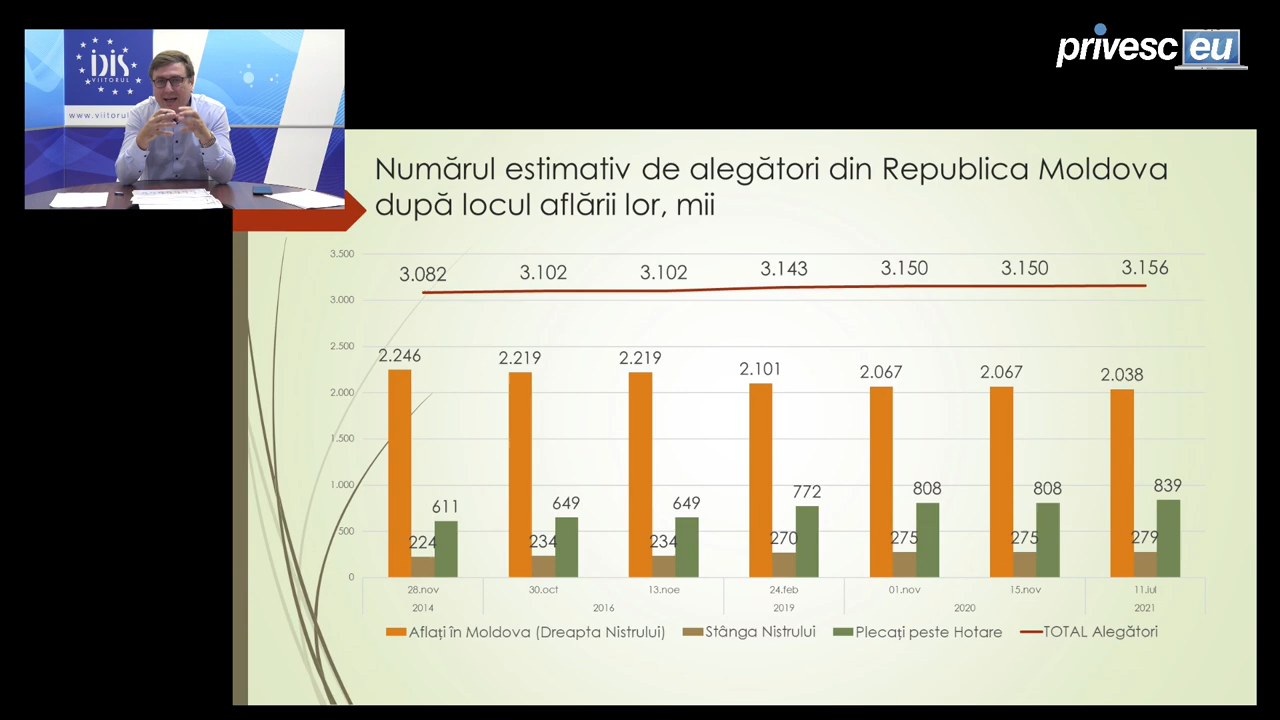 IDIS
VIITORUL
www.viitorul
privesc eu
Numărul estimativ de alegători din Republica Moldova
după locul aflării lor, mii
3.500
3.000
2.500
2.000
1.500
1.000
500
0
3.082 3.102 3.102 3.143 3.150 3.150 3.156
2.246 2.219 2.219 2.101 2.067 2.067 2.038
611 649 649 772 808 808 839
224 234 234 270 275 275 279
28.nov 30.oct 13.noe 24.feb 01.nov 15.nov 11.iul
2014 2016 2019 2020 2021
Aflați în Moldova (Dreapta Nistrului) Stânga Nistrului Plecați peste Hotare TOTAL Alegători